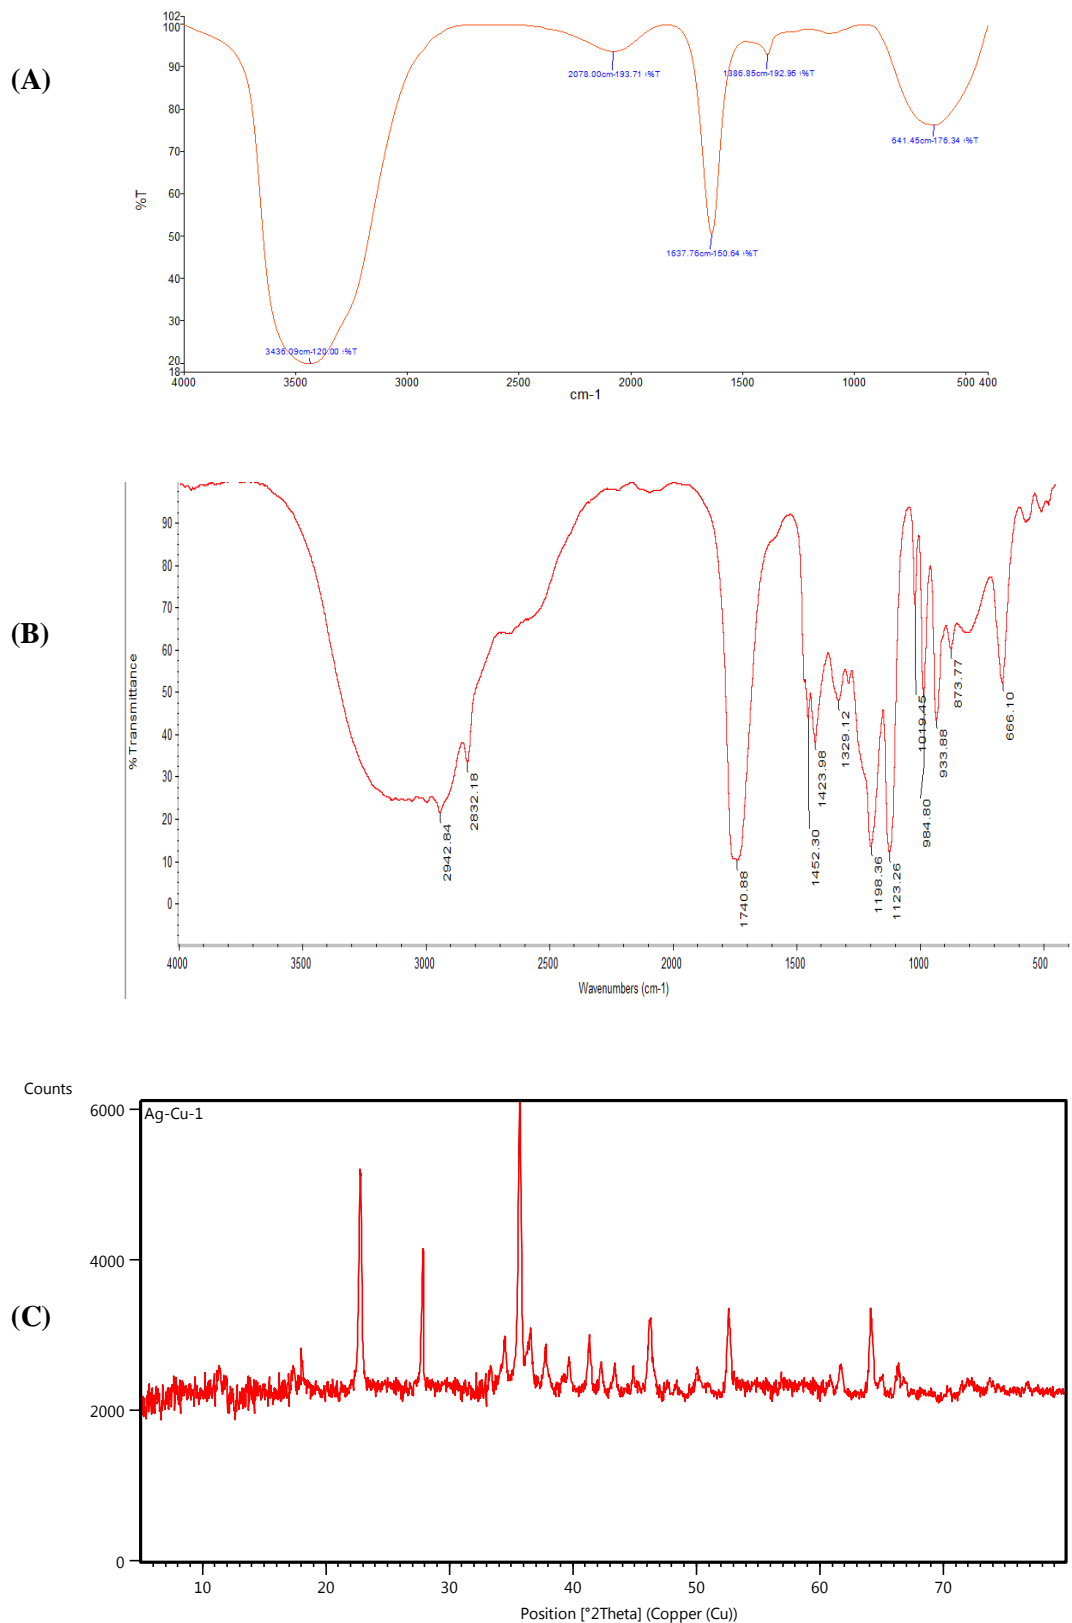 (A)
%T
102
100
90
80
70
60
50
40
30
20
18
2078.00cm-193.71 %T
1386.85cm-192.95 %T
641.45cm-176.34 %T
1637.76cm-150.64 %T
3436.09cm-120.00 %T
4000 3500 3000 2500 2000 1500 1000 500 400
cm-1
(B)
% Transmittance
90
80
70
60
50
40
30
20
10
0
2942.84
2832.18
1740.88
1452.30
1423.98
1329.12
1198.36
1123.26
1019.45
984.80
933.88
873.77
666.10
4000 3500 3000 2500 2000 1500 1000 500
Wavenumbers (cm-1)
(C)
Counts
Ag-Cu-1
6000
4000
2000
0
10 20 30 40 50 60 70
Position [°2Theta] (Copper (Cu))